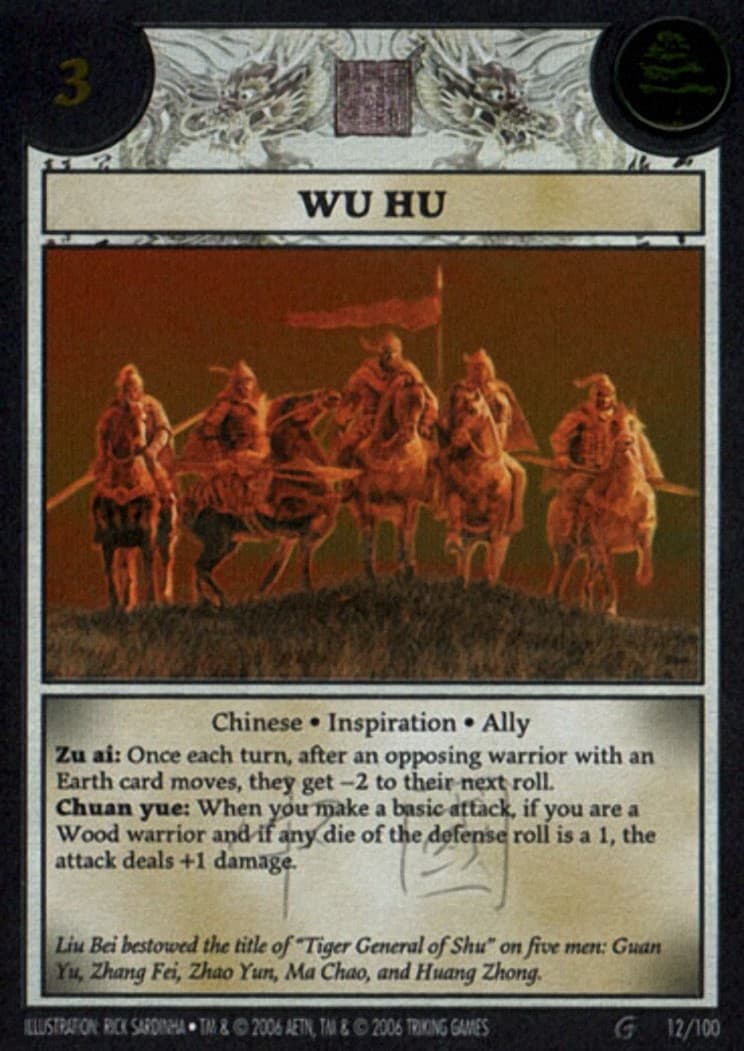 3
WU HU
Chinese • Inspiration • Ally
Zu ai: Once each turn, after an opposing warrior with an
Earth card moves, they get –2 to their next roll.
Chuan yue: When you make a basic attack, if you are a
Wood warrior and if any die of the defense roll is a 1, the
attack deals +1 damage.
中国
Liu Bei bestowed the title of “Tiger General of Shu” on five men: Guan
Yu, Zhang Fei, Zhao Yun, Ma Chao, and Huang Zhong.
ILLUSTRATION: RICK SARDINHA • TM & © 2006 AETN, TM & © 2006 TRIKING GAMES
G 12/100